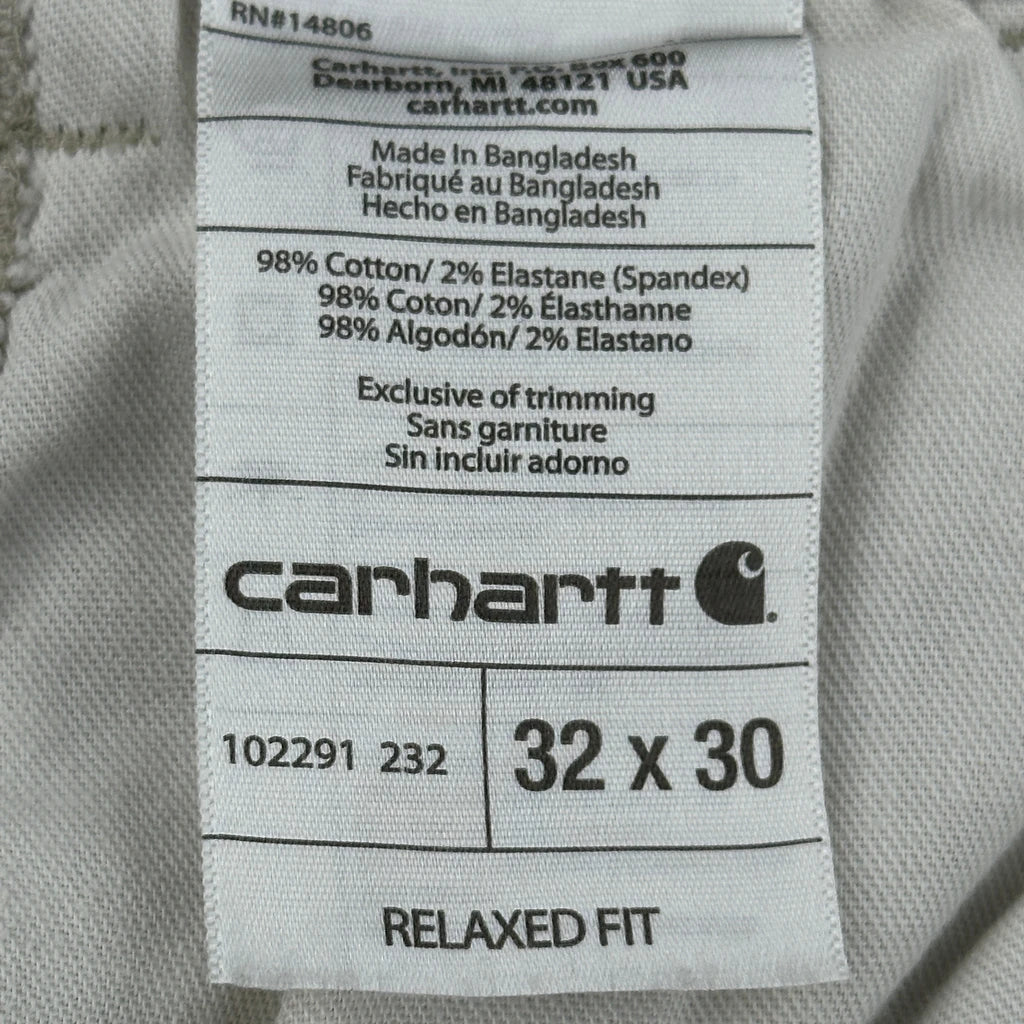 RN#14806
Carhartt, Inc. P.O. Box 600
Dearborn, MI 48121 USA
carhartt.com
Made In Bangladesh
Fabriqué au Bangladesh
Hecho en Bangladesh
98% Cotton/ 2% Elastane (Spandex)
98% Coton/ 2% Élasthanne
98% Algodón/ 2% Elastano
Exclusive of trimming
Sans garniture
Sin incluir adorno
carhartt
102291 232
32 x 30
RELAXED FIT